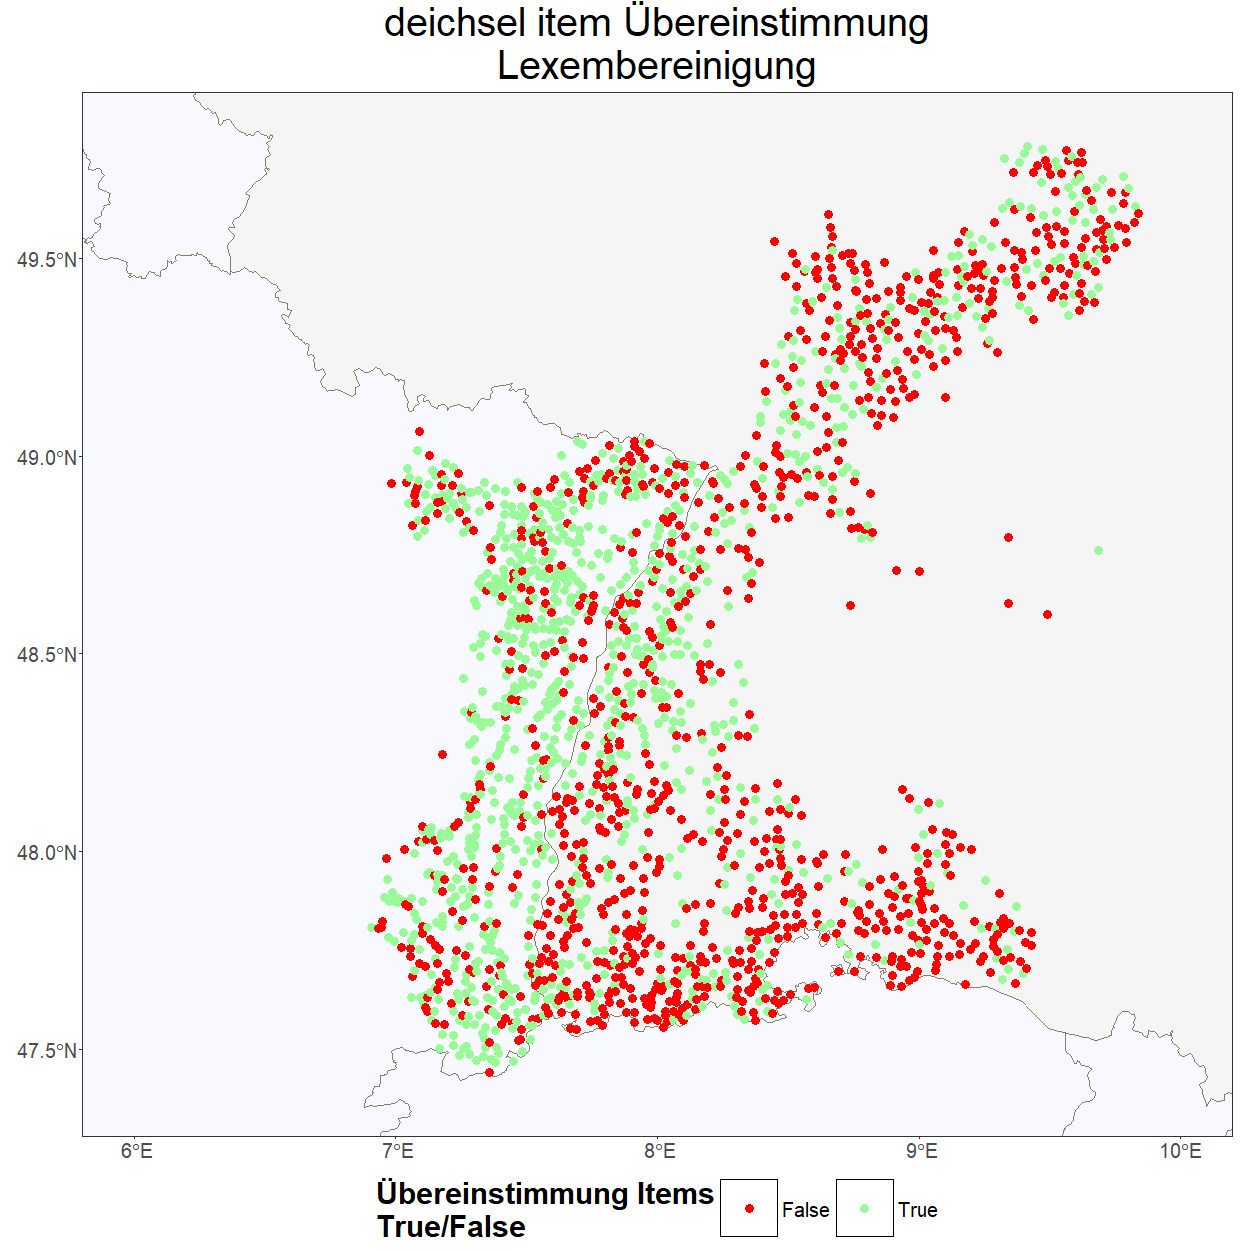 deichsel item Übereinstimmung
Lexembereinigung
49.5°N
49.0°N
48.5°N
48.0°N
47.5°N
6°E
7°E
8°E
9°E
10°E
Übereinstimmung Items
True/False
False
True